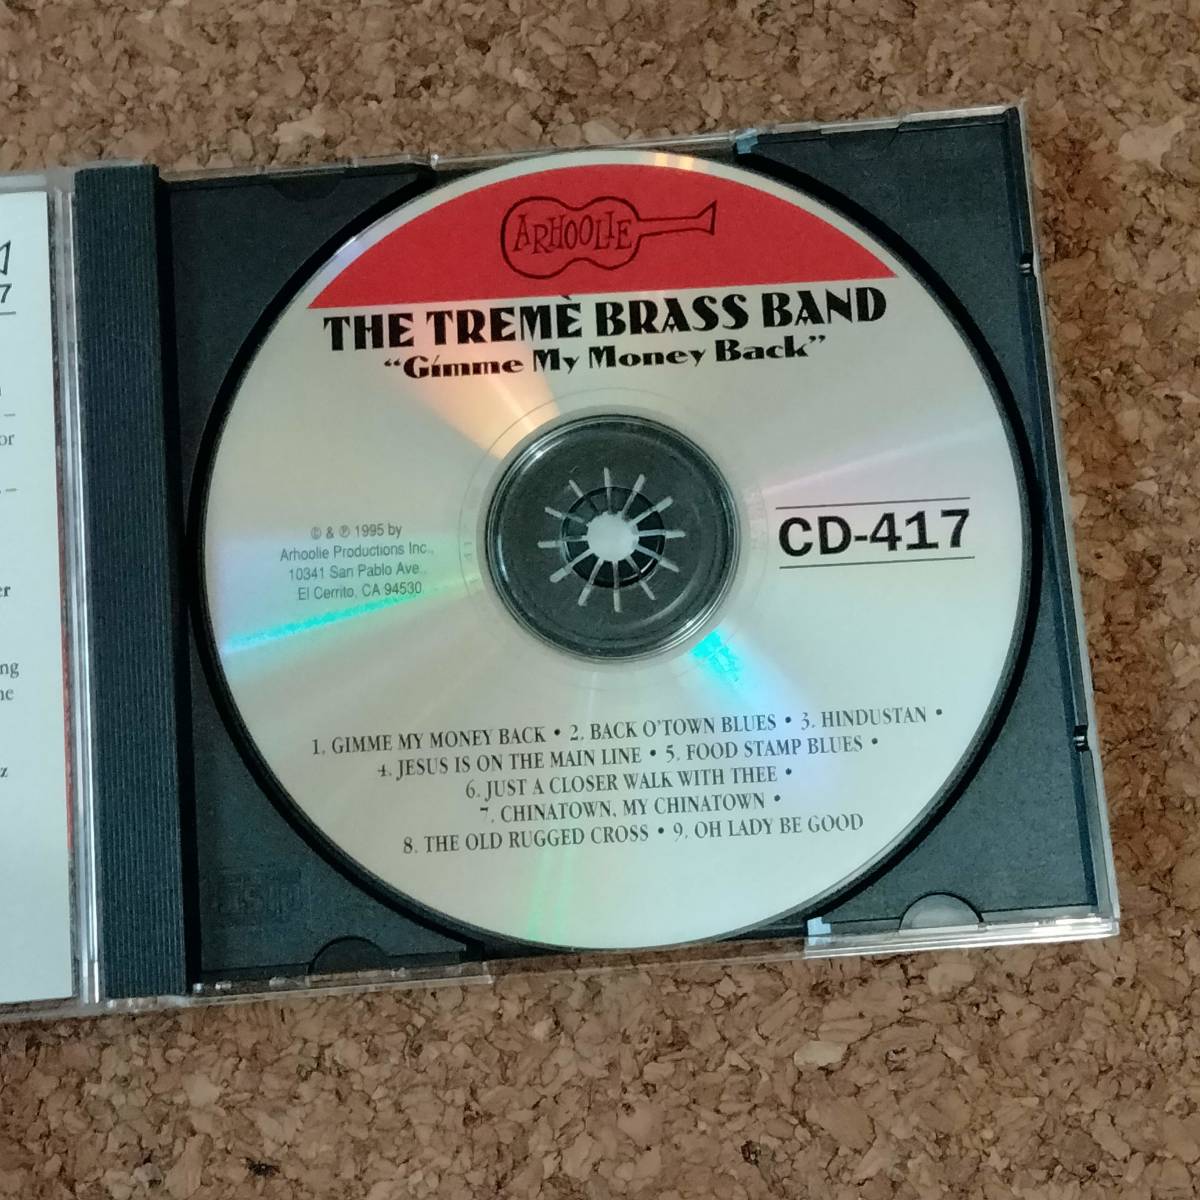 ARHOOLIE
THE TREMÈ BRASS BAND
“Gimme My Money Back”
© & ℗ 1995 by
Arhoolie Productions Inc.,
10341 San Pablo Ave.,
El Cerrito, CA 94530
CD-417
1. GIMME MY MONEY BACK • 2. BACK O'TOWN BLUES • 3. HINDUSTAN •
4. JESUS IS ON THE MAIN LINE • 5. FOOD STAMP BLUES •
6. JUST A CLOSER WALK WITH THEE •
7. CHINATOWN, MY CHINATOWN •
8. THE OLD RUGGED CROSS • 9. OH LADY BE GOOD